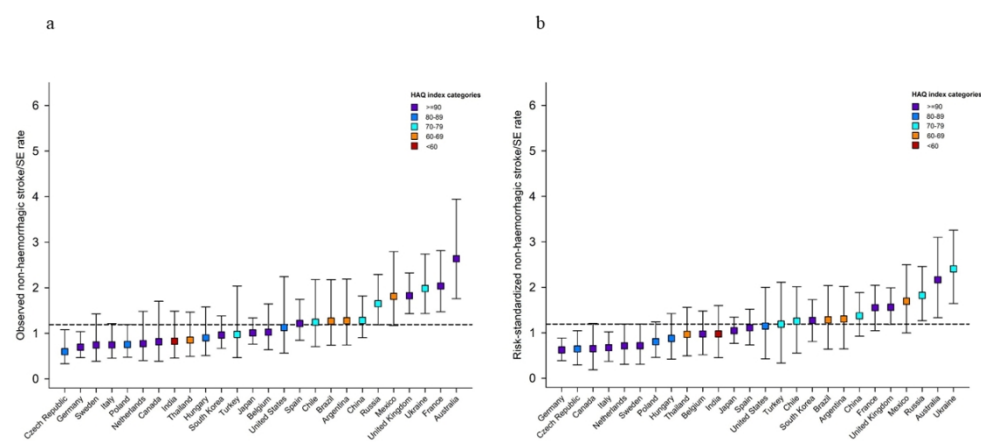 a
b
Observed non-haemorrhagic stroke/SE rate
6
5
4
3
2
1
0
HAQ index categories
>=90
80-89
70-79
60-69
<60
Czech Republic
Germany
Sweden
Italy
Poland
Netherlands
Canada
India
Thailand
Hungary
South Korea
Turkey
Japan
Belgium
United States
Spain
Chile
Brazil
Argentina
China
Russia
Mexico
United Kingdom
Ukraine
France
Australia
Risk-standardized non-haemorrhagic stroke/SE rate
6
5
4
3
2
1
0
HAQ index categories
>=90
80-89
70-79
60-69
<60
Germany
Czech Republic
Canada
Italy
Netherlands
Sweden
Poland
Hungary
Thailand
Belgium
India
Japan
Spain
United States
Turkey
Chile
South Korea
Brazil
Argentina
China
France
United Kingdom
Mexico
Russia
Australia
Ukraine